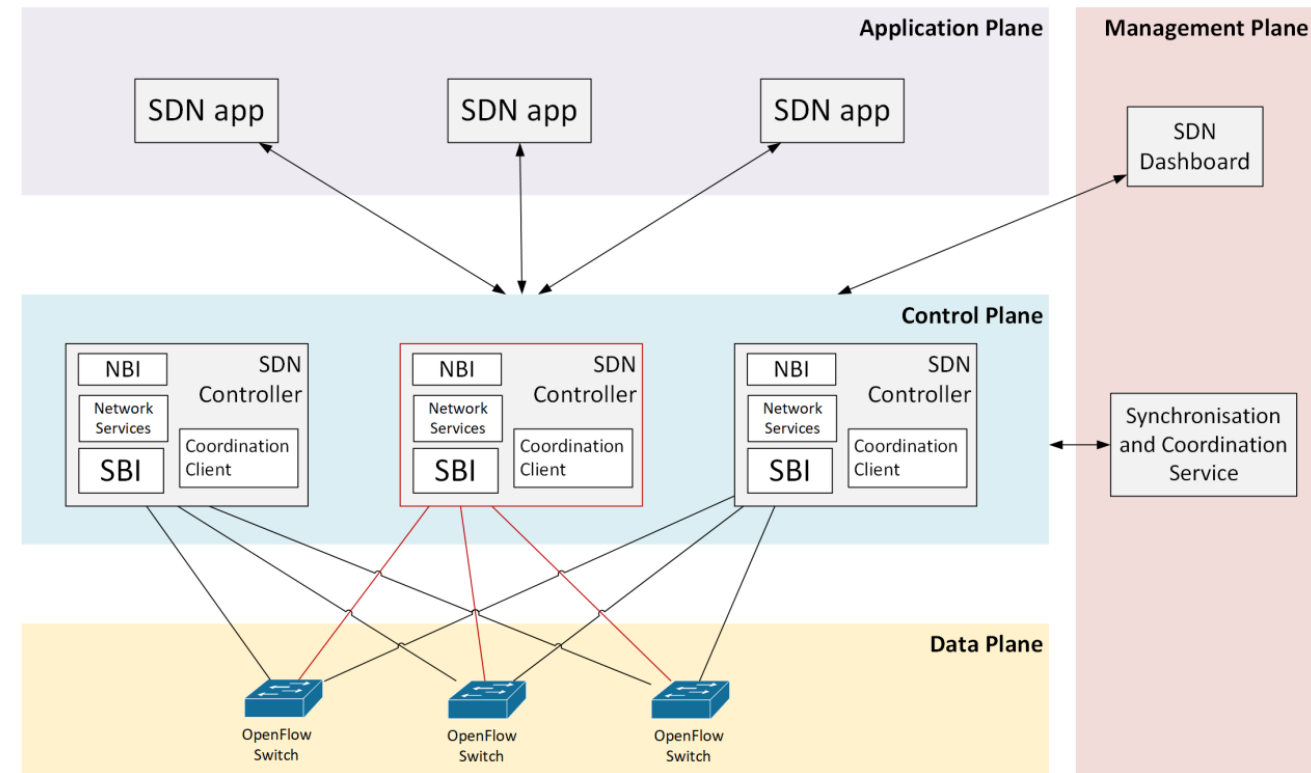 Application Plane
Management Plane
SDN app
SDN app
SDN app
SDN
Dashboard
Control Plane
NBI
SDN
Controller
Network
Services
Coordination
Client
SBI
NBI
SDN
Controller
Network
Services
Coordination
Client
SBI
NBI
SDN
Controller
Network
Services
Coordination
Client
SBI
Synchronisation
and Coordination
Service
Data Plane
OpenFlow
Switch
OpenFlow
Switch
OpenFlow
Switch